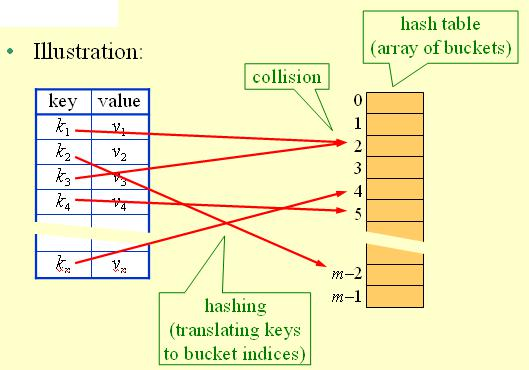 • Illustration:
hash table
(array of buckets)
collision
key value
k1 v1
k2 v2
k3 v3
k4 v4
kn vn
0
1
2
3
4
5
m–2
m–1
hashing
(translating keys
to bucket indices)